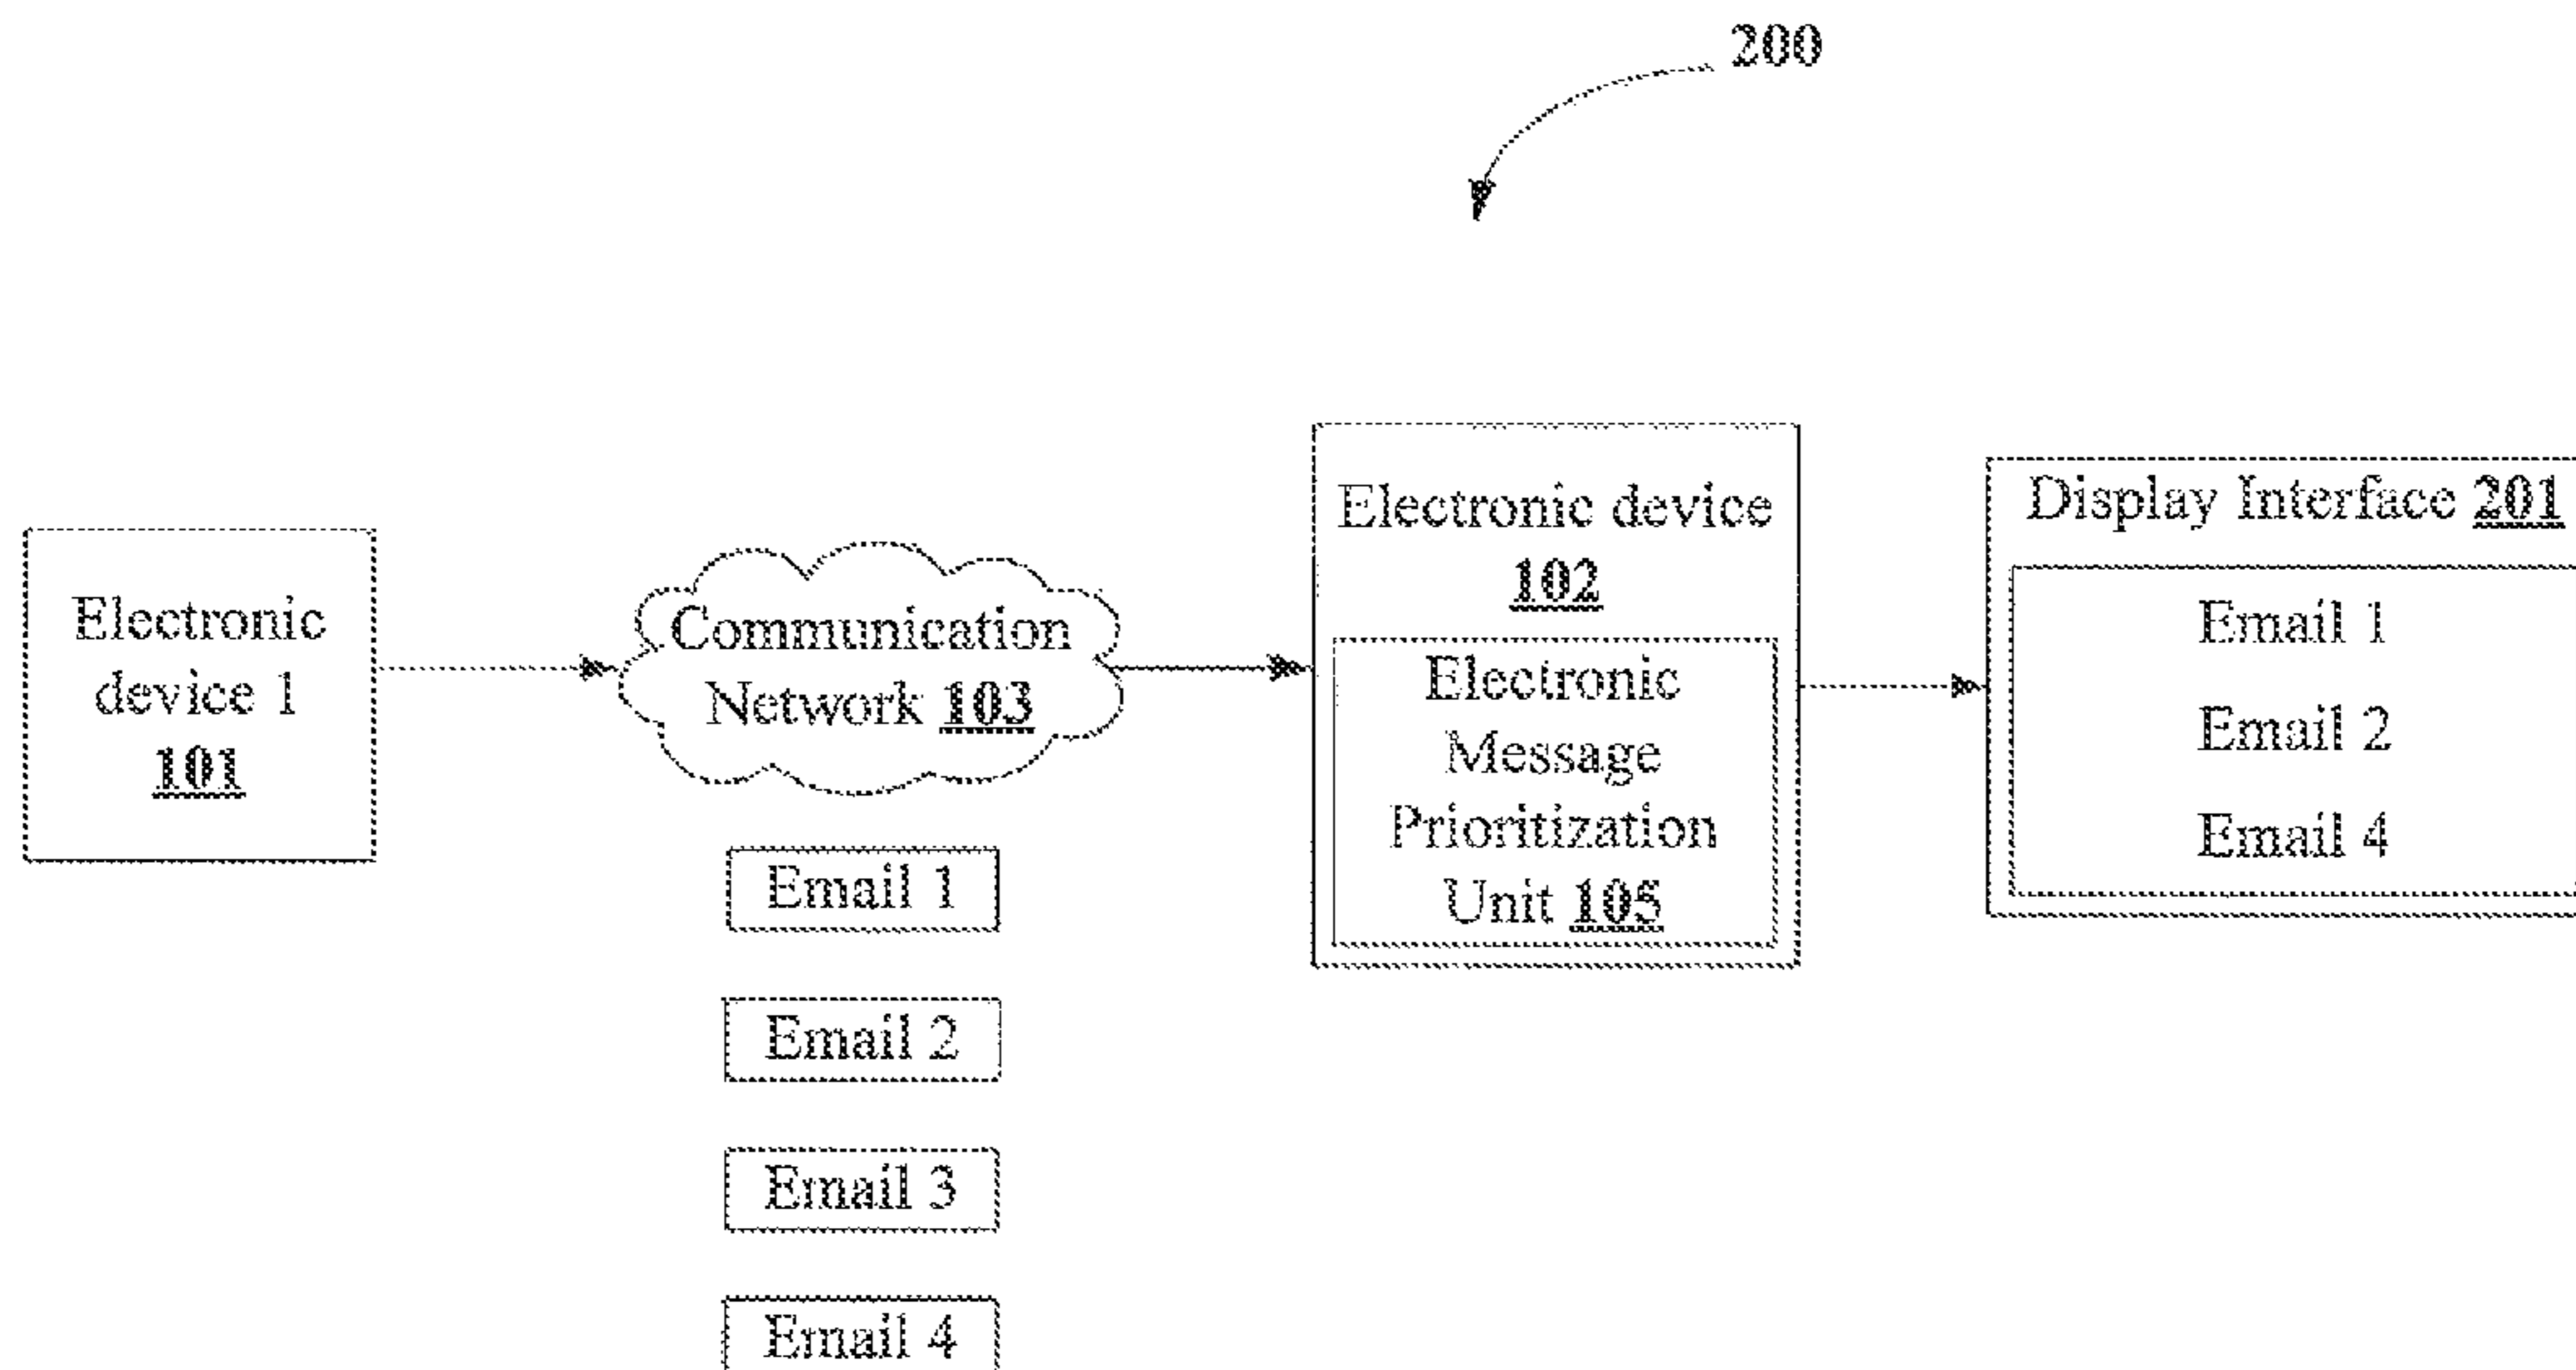 200
Electronic
device 1
101
Communication
Network 103
Email 1
Email 2
Email 3
Email 4
Electronic device
102
Electronic
Message
Prioritization
Unit 105
Display Interface 201
Email 1
Email 2
Email 4